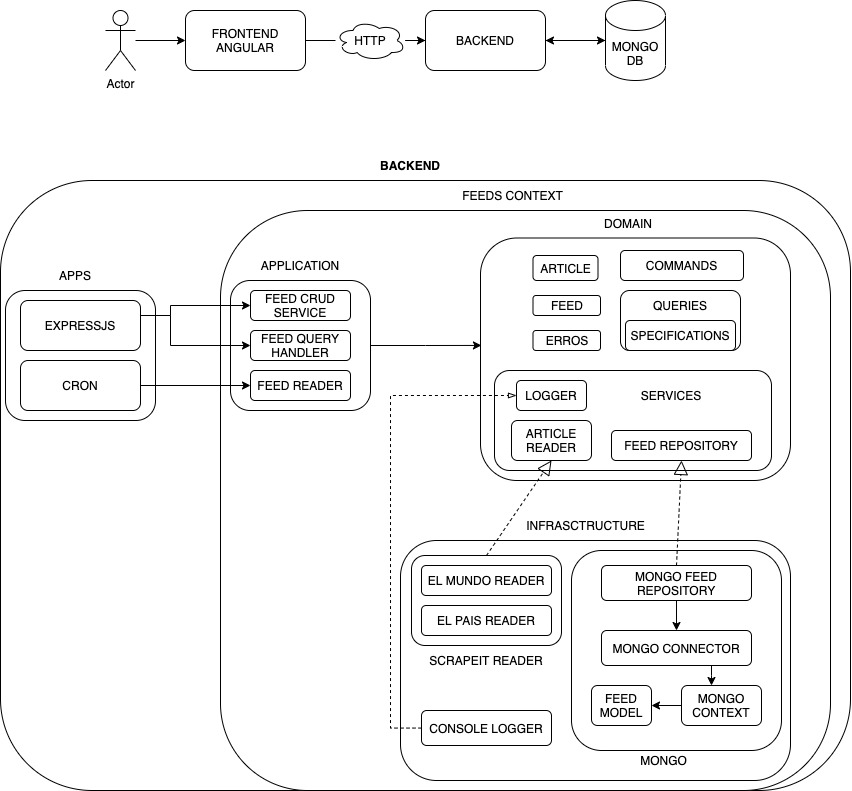 FRONTEND
ANGULAR
HTTP
BACKEND
MONGO
DB
Actor
BACKEND
FEEDS CONTEXT
DOMAIN
APPLICATION
APPS
ARTICLE
COMMANDS
FEED CRUD
SERVICE
FEED
QUERIES
EXPRESSJS
FEED QUERY
HANDLER
ERROS
SPECIFICATIONS
CRON
FEED READER
LOGGER
SERVICES
ARTICLE
READER
FEED REPOSITORY
INFRASCTRUCTURE
EL MUNDO READER
MONGO FEED
REPOSITORY
EL PAIS READER
MONGO CONNECTOR
SCRAPEIT READER
FEED
MODEL
MONGO
CONTEXT
CONSOLE LOGGER
MONGO